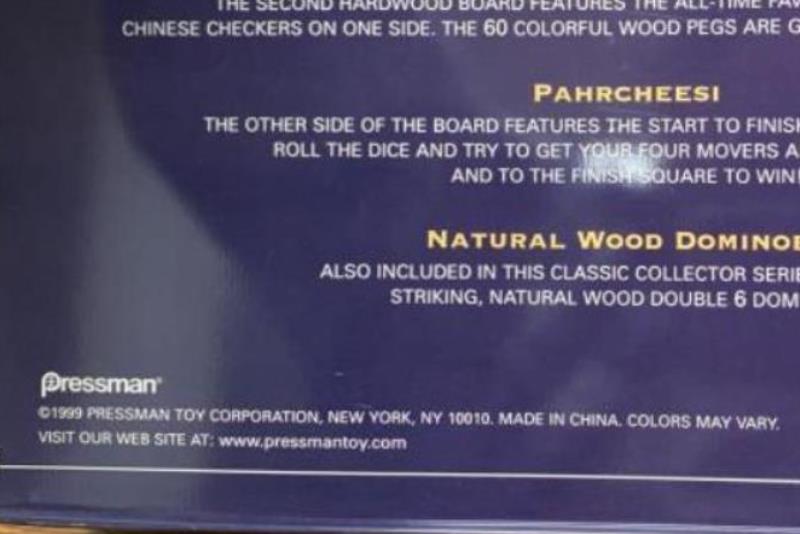 THE SECOND HARDWOOD BOARD FEATURES THE ALL-TIME
CHINESE CHECKERS ON ONE SIDE. THE 60 COLORFUL WOOD PEGS ARE
PAHRCHEESI
THE OTHER SIDE OF THE BOARD FEATURES THE START TO FINISH
ROLL THE DICE AND TRY TO GET YOUR FOUR MOVERS
AND TO THE FINISH SQUARE TO WIN
NATURAL WOOD DOMINOE
ALSO INCLUDED IN THIS CLASSIC COLLECTOR SERIE
STRIKING, NATURAL WOOD DOUBLE 6 DOM
Pressman®
©1999 PRESSMAN TOY CORPORATION, NEW YORK, NY 10010. MADE IN CHINA. COLORS MAY VARY.
VISIT OUR WEB SITE AT: www.pressmantoy.com